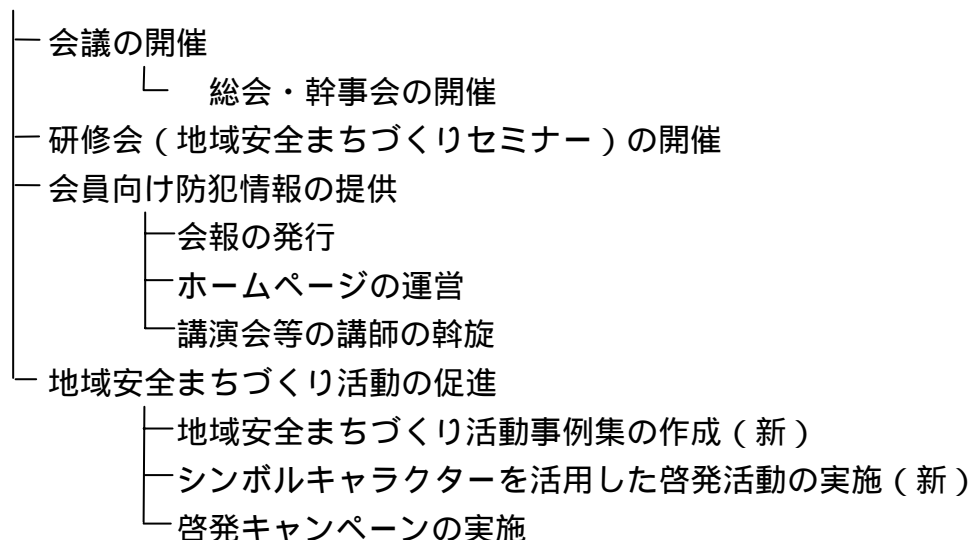 会議の開催
総会・幹事会の開催
研修会（地域安全まちづくりセミナー）の開催
会員向け防犯情報の提供
会報の発行
ホームページの運営
講演会等の講師の斡旋
地域安全まちづくり活動の促進
地域安全まちづくり活動事例集の作成（新）
シンボルキャラクターを活用した啓発活動の実施（新）
啓発キャンペーンの実施